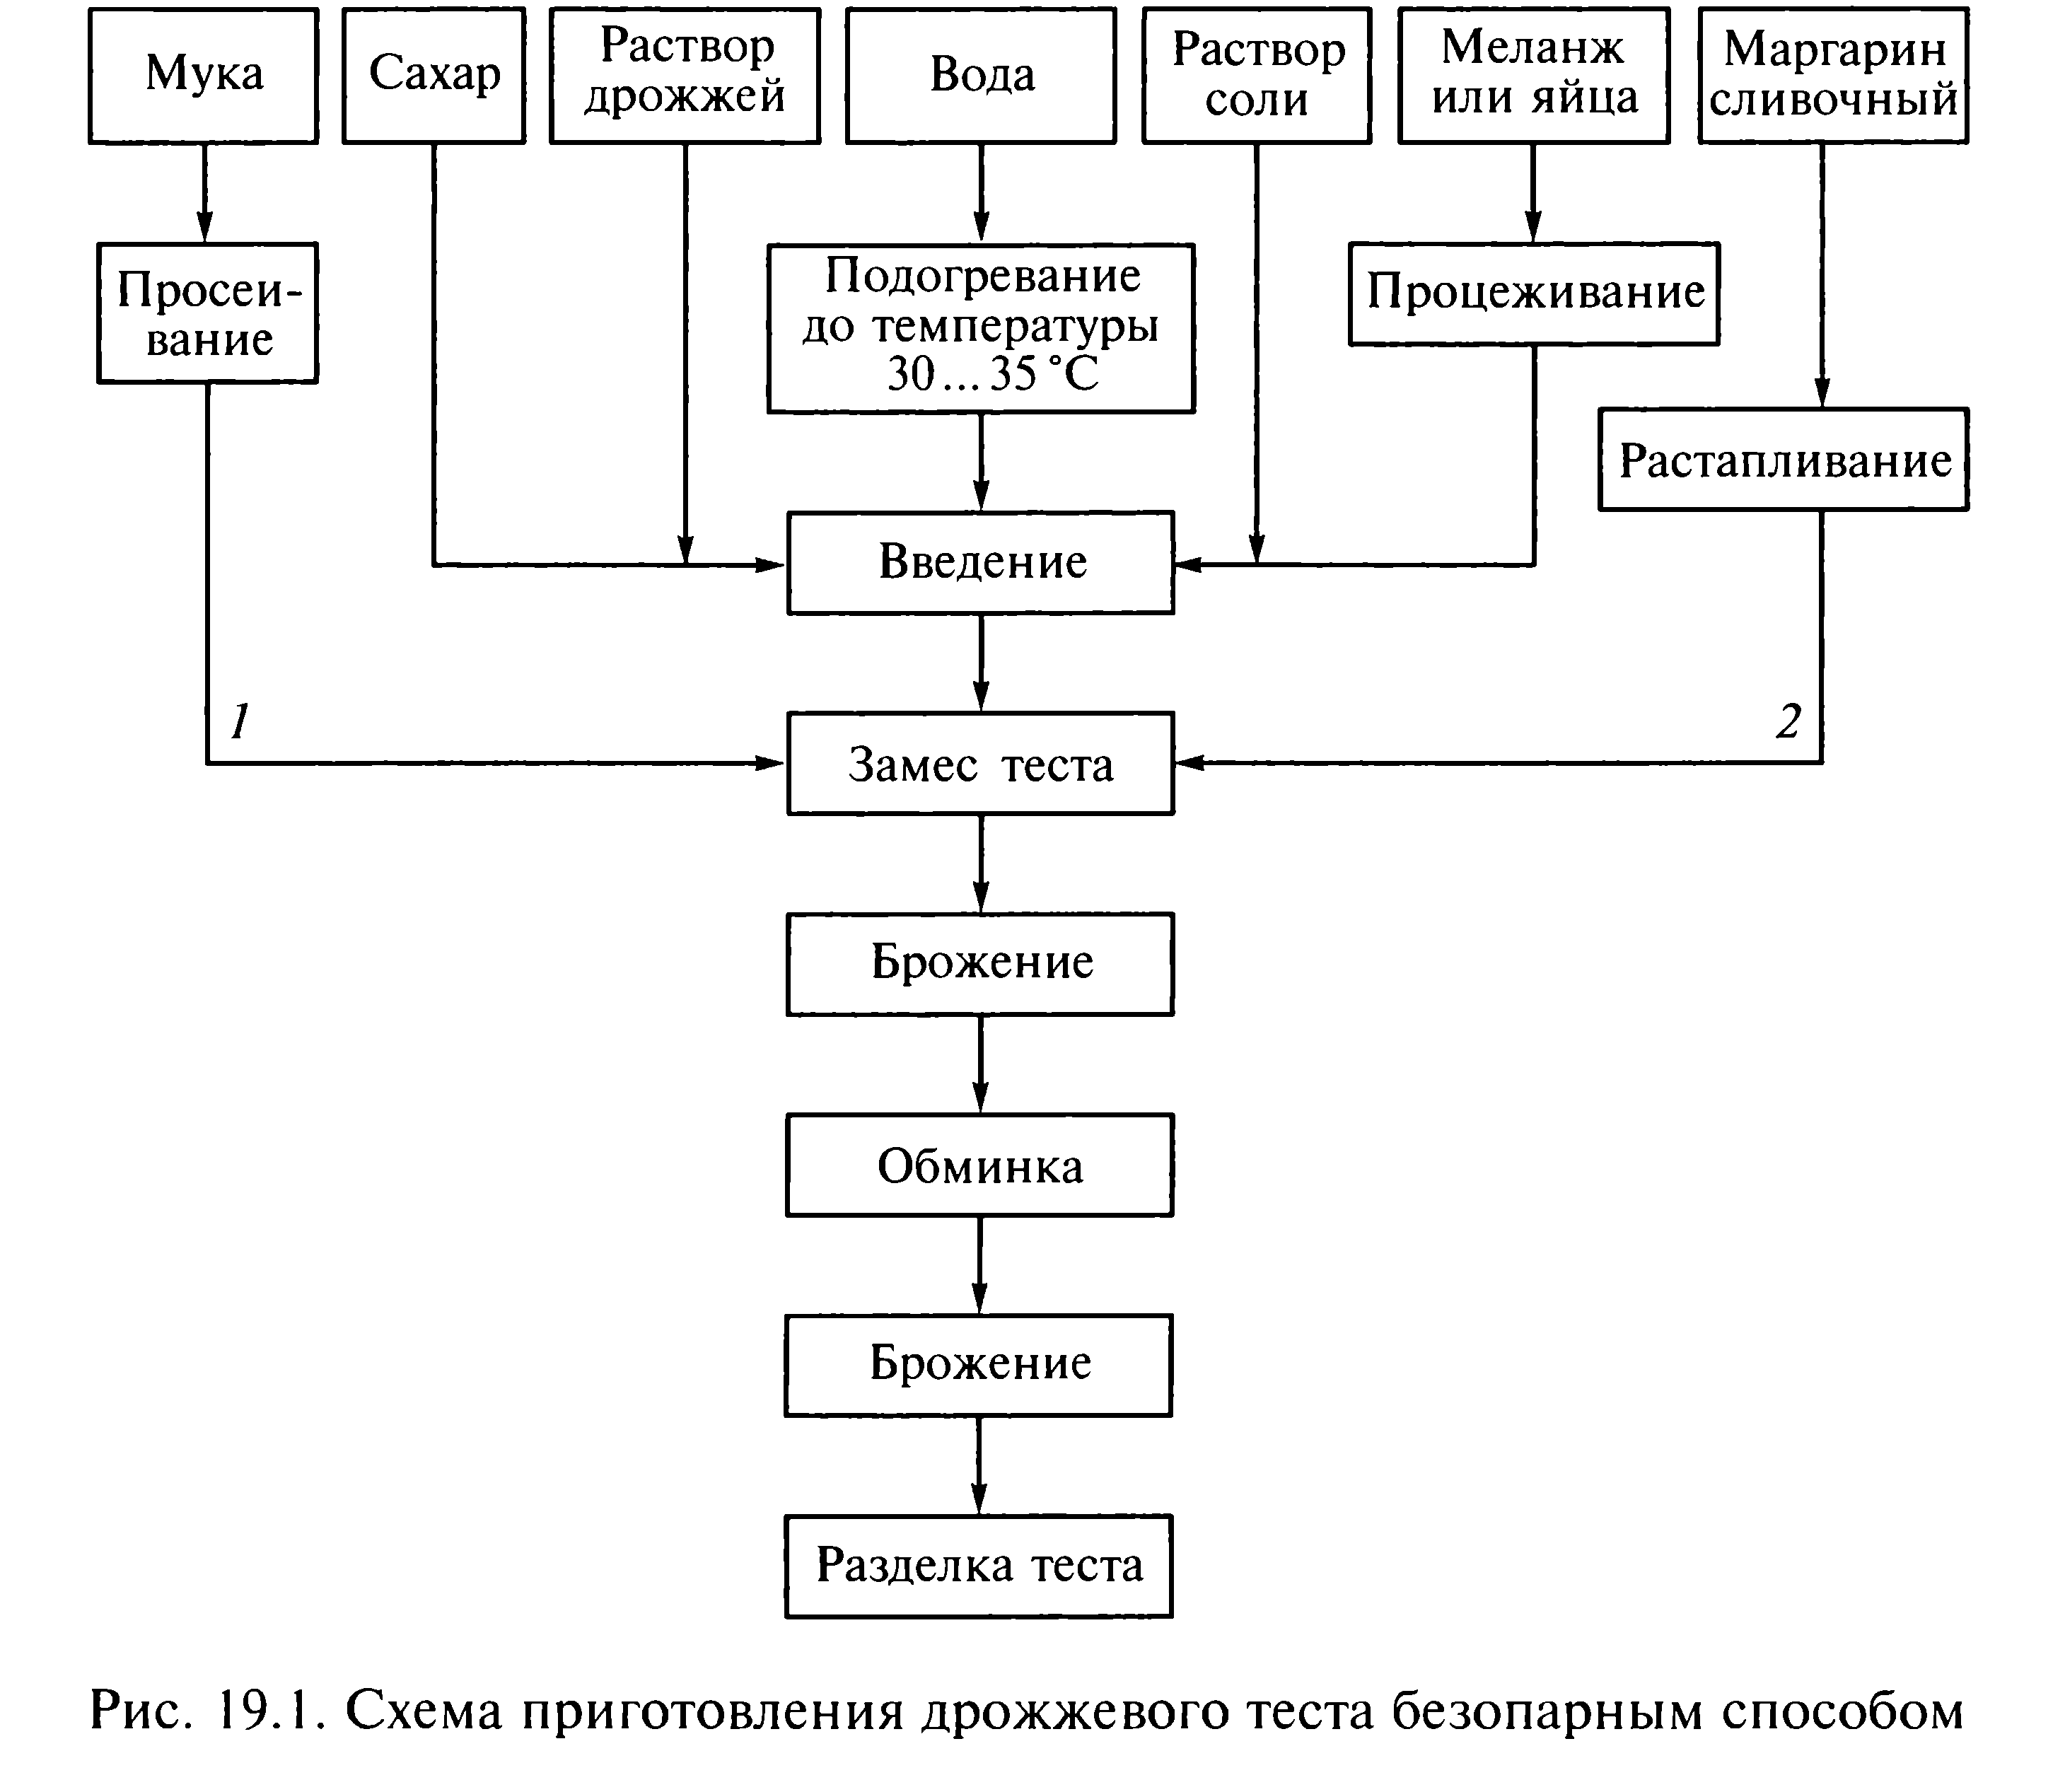 Мука
Сахар
Раствор
дрожжей
Вода
Раствор
соли
Меланж
или яйца
Маргарин
сливочный
Просеи-
вание
Подогревание
до температуры
30...35 °С
Процеживание
Растапливание
Введение
1
2
Замес теста
Брожение
Обминка
Брожение
Разделка теста
Рис. 19.1. Схема приготовления дрожжевого теста безопарным способом